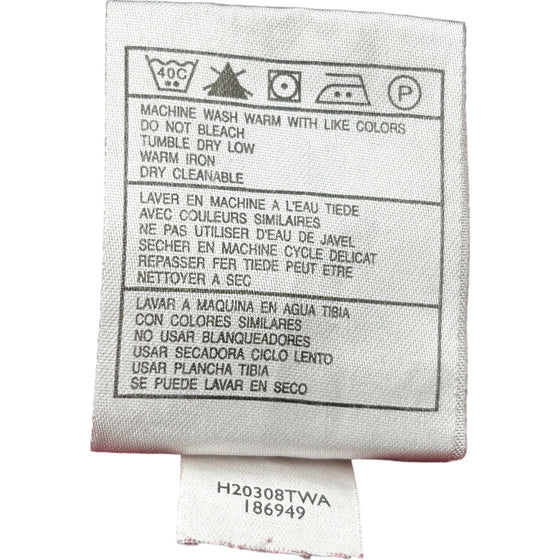 40C P
MACHINE WASH WARM WITH LIKE COLORS
DO NOT BLEACH
TUMBLE DRY LOW
WARM IRON
DRY CLEANABLE
LAVER EN MACHINE A L'EAU TIEDE
AVEC COULEURS SIMILAIRES
NE PAS UTILISER D'EAU DE JAVEL
SECHER EN MACHINE CYCLE DELICAT
REPASSER FER TIEDE PEUT ETRE
NETTOYER A SEC
LAVAR A MAQUINA EN AGUA TIBIA
CON COLORES SIMILARES
NO USAR BLANQUEADORES
USAR SECADORA CICLO LENTO
USAR PLANCHA TIBIA
SE PUEDE LAVAR EN SECO
H20308TWA
186949